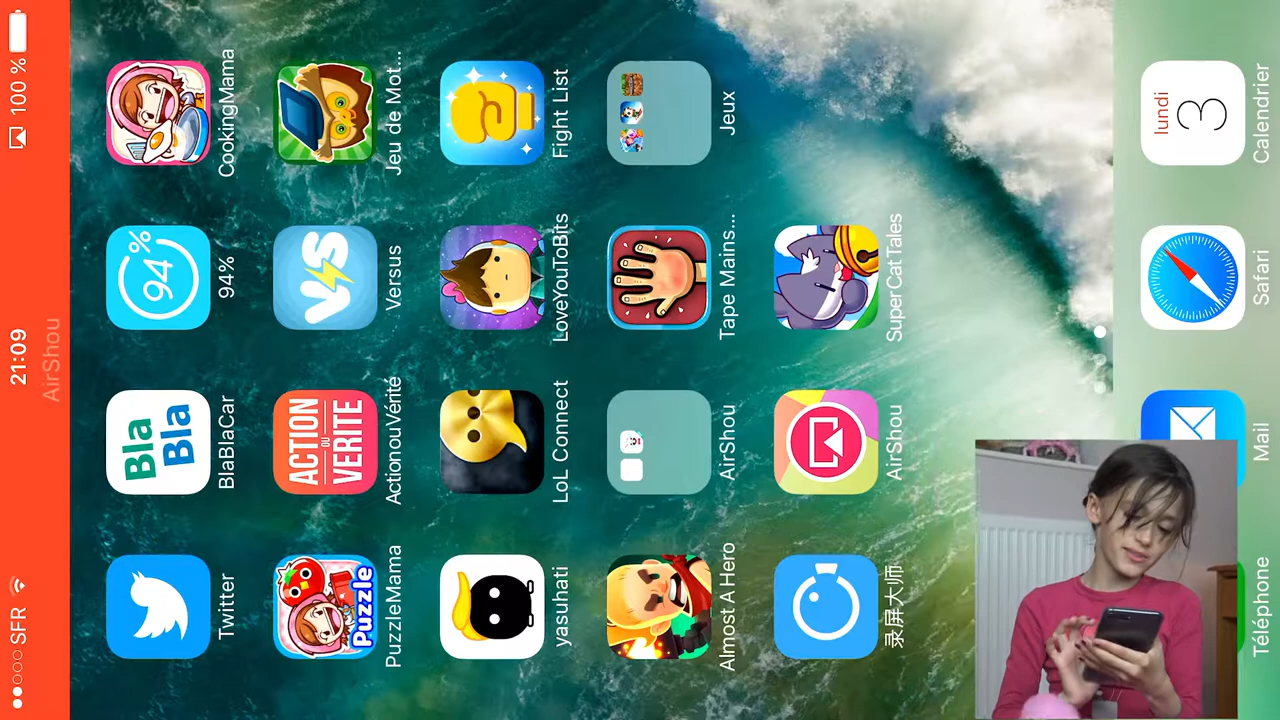 SFR
21:09
100 %
AirShou
Twitter
Bla
Bla
BlaBlaCar
94%
94%
CookingMama
Puzzle
PuzzleMama
ACTION
OU
VERITE
ActionouVérité
VS
Versus
Jeu de Mot...
yasuhati
LoL Connect
LoveYouToBits
Fight List
Almost A Hero
AirShou
Tape Mains...
Jeux
录屏大师
AirShou
SuperCatTales
Téléphone
Mail
Safari
lundi
3
Calendrier